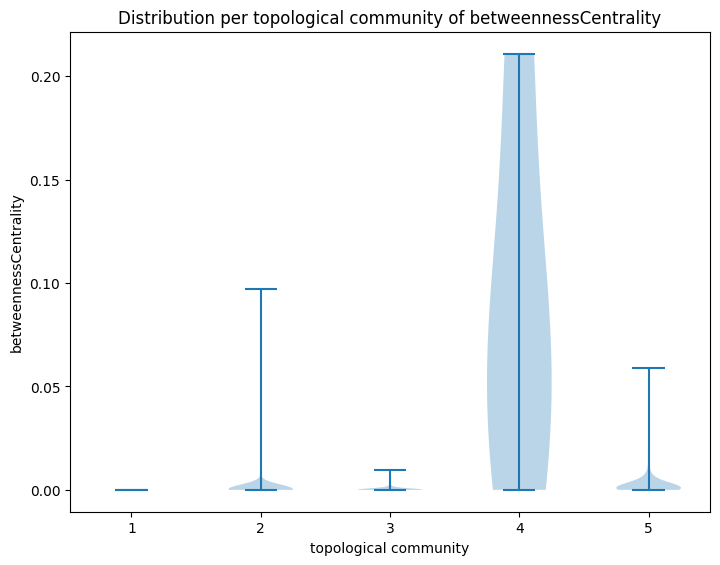 Distribution per topological community of betweennessCentrality
betweennessCentrality
0.20
0.15
0.10
0.05
0.00
1 2 3 4 5
topological community